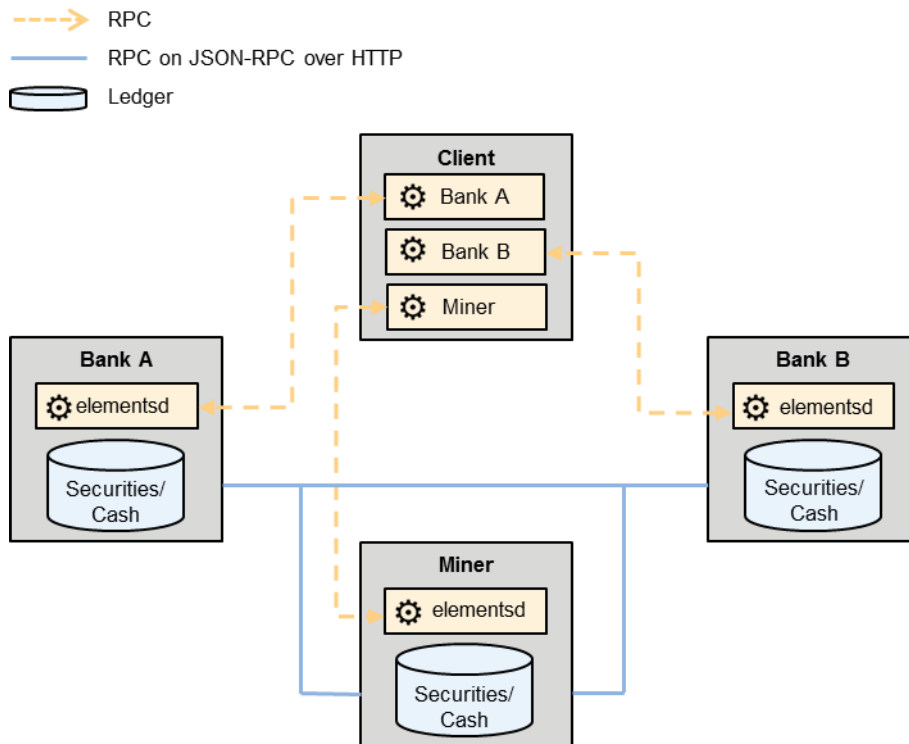 RPC
RPC on JSON-RPC over HTTP
Ledger
Client
Bank A
Bank B
Miner
Bank A
elementsd
Securities/
Cash
Bank B
elementsd
Securities/
Cash
Miner
elementsd
Securities/
Cash